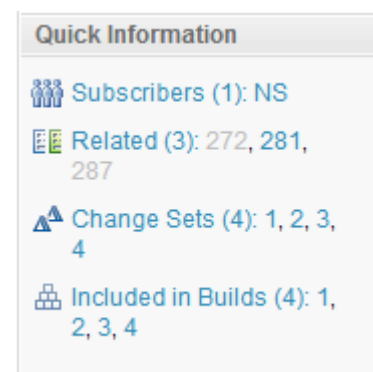 Quick Information
Subscribers (1): NS
Related (3): 272, 281,
287
Change Sets (4): 1, 2, 3,
4
Included in Builds (4): 1,
2, 3, 4